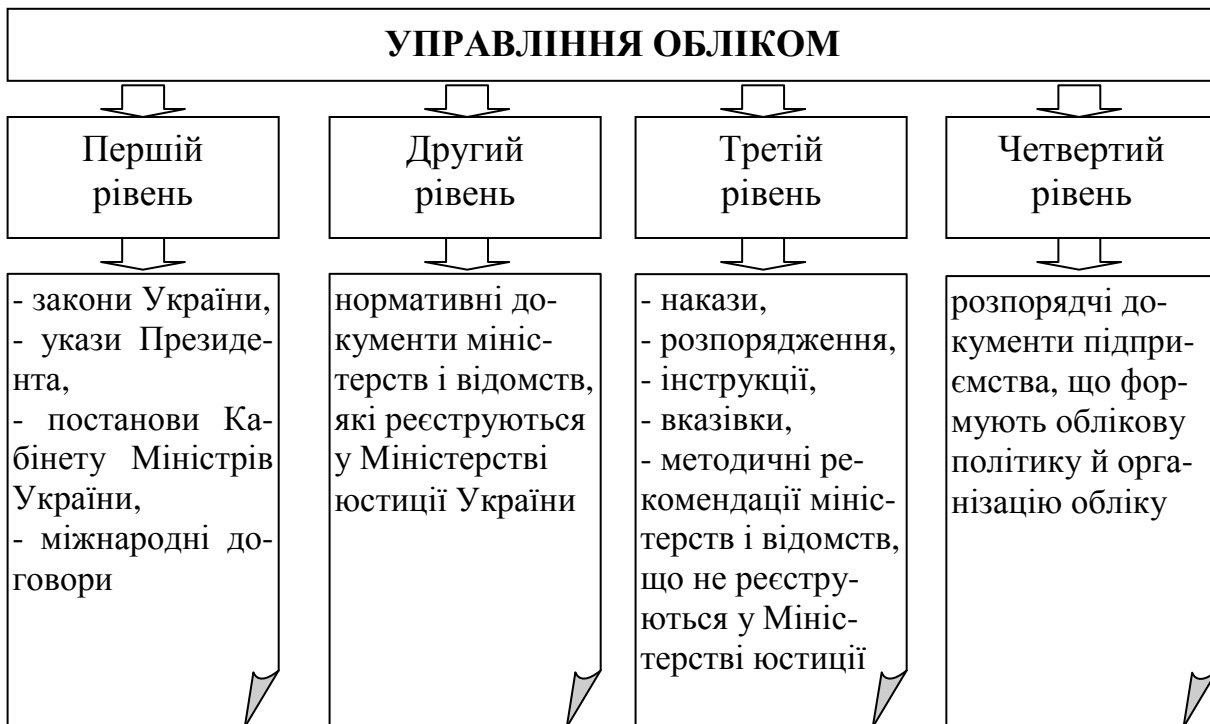 УПРАВЛІННЯ ОБЛІКОМ
Першій
рівень
Другий
рівень
Третій
рівень
Четвертий
рівень
- закони України,
- укази Президе-
нта,
- постанови Ка-
бінету Міністрів
України,
- міжнародні до-
говори
нормативні до-
кументи мініс-
терств і відомств,
які реєструються
у Міністерстві
юстиції України
- накази,
- розпорядження,
- інструкції,
- вказівки,
- методичні ре-
комендації мініс-
терств і відомств,
що не реєстру-
ються у Мініс-
терстві юстиції
розпорядчі до-
кументи підпри-
ємства, що фор-
мують облікову
політику й орга-
нізацію обліку